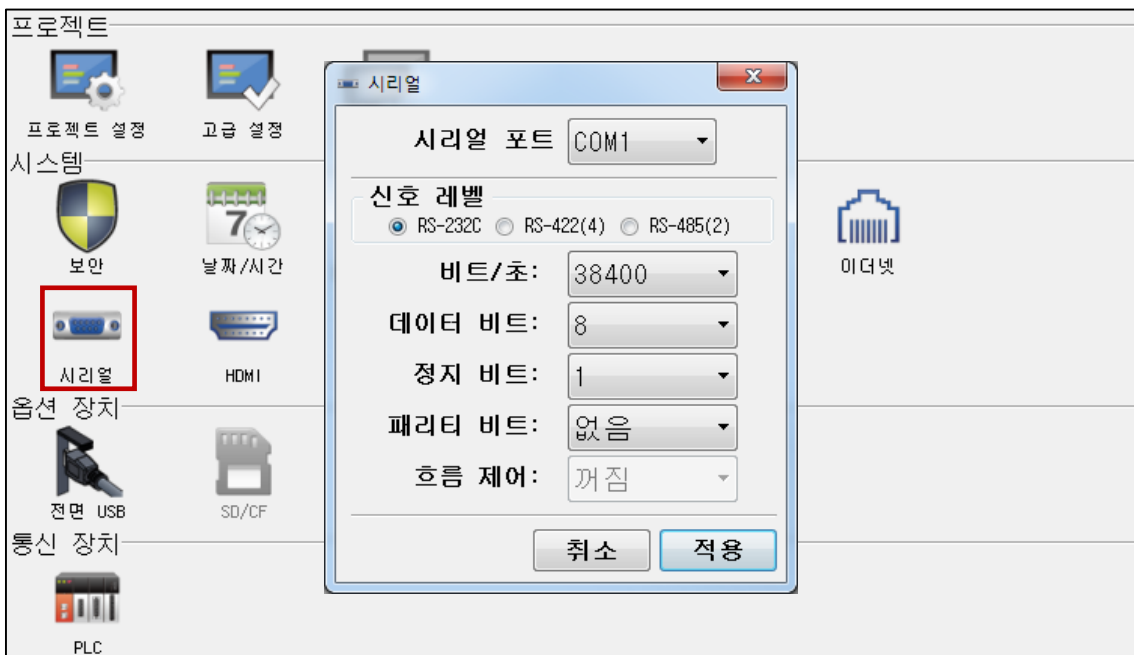 프로젝트
프로젝트 설정
고급 설정
시스템
보안
날짜/시간
7
이더넷
시리얼
HDMI
옵션 장치
전면 USB
SD/CF
통신 장치
PLC
시리얼
시리얼 포트 COM1
신호 레벨
RS-232C RS-422(4) RS-485(2)
비트/초: 38400
데이터 비트: 8
정지 비트: 1
패리티 비트: 없음
흐름 제어: 꺼짐
취소 적용